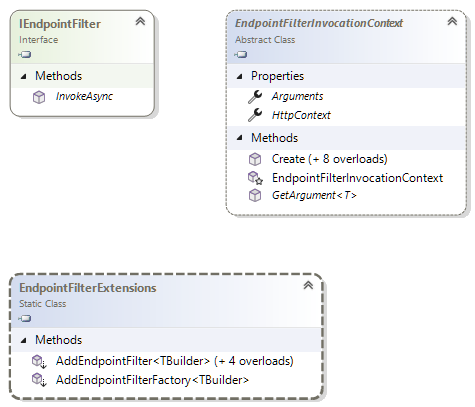 IEndpointFilter
Interface
Methods
InvokeAsync
EndpointFilterInvocationContext
Abstract Class
Properties
Arguments
HttpContext
Methods
Create (+ 8 overloads)
EndpointFilterInvocationContext
GetArgument<T>
EndpointFilterExtensions
Static Class
Methods
AddEndpointFilter<TBuilder> (+ 4 overloads)
AddEndpointFilterFactory<TBuilder>